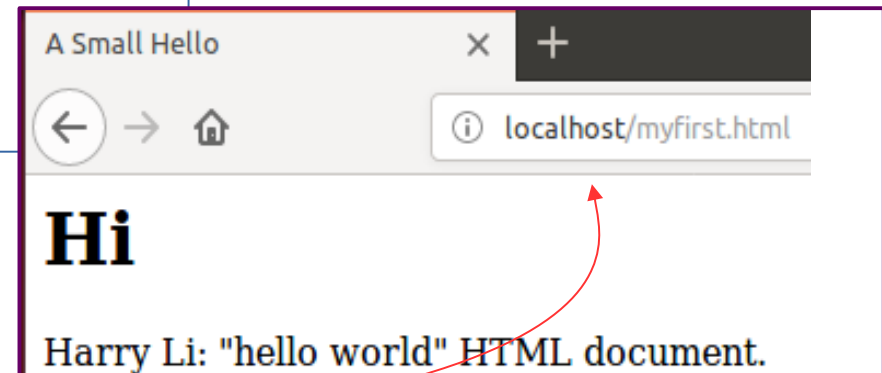 A Small Hello
localhost/myfirst.html
Hi
Harry Li: "hello world" HTML document.